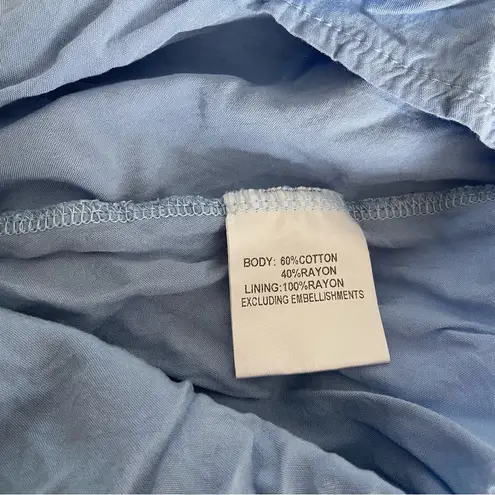 BODY: 60%COTTON
40%RAYON
LINING:100%RAYON
EXCLUDING EMBELLISHMENTS